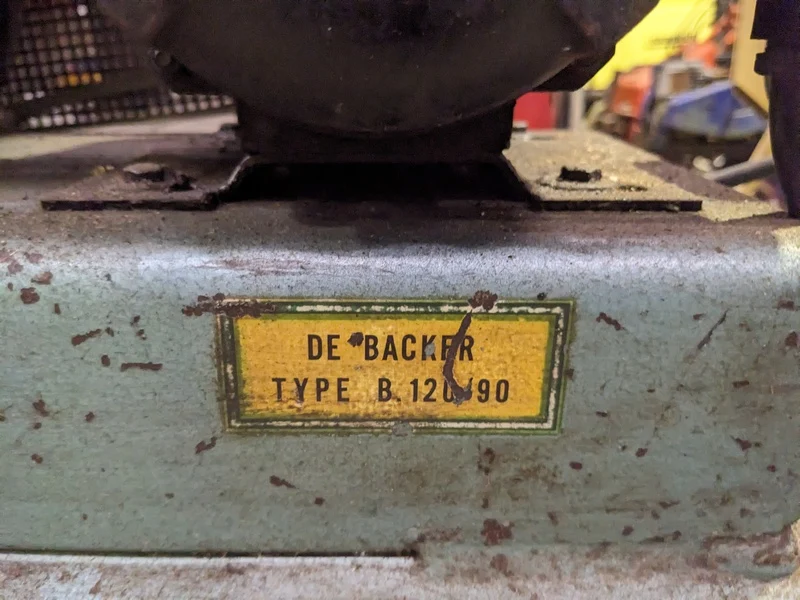 DE BACKER
TYPE B.120/90